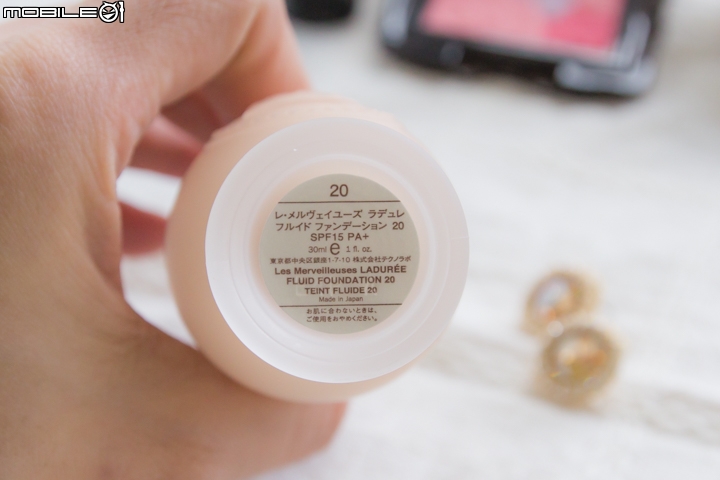 MOBILE01
20
レ・メルヴェイユーズ ラデュレ
フルイド ファンデーション 20
SPF15 PA+
30ml e 1 fl. oz.
東京都中央区銀座1-7-10 株式会社テクノラボ
Les Merveilleuses LADURÉE
FLUID FOUNDATION 20
TEINT FLUIDE 20
Made in Japan
お肌に合わないときは、
ご使用をおやめください。